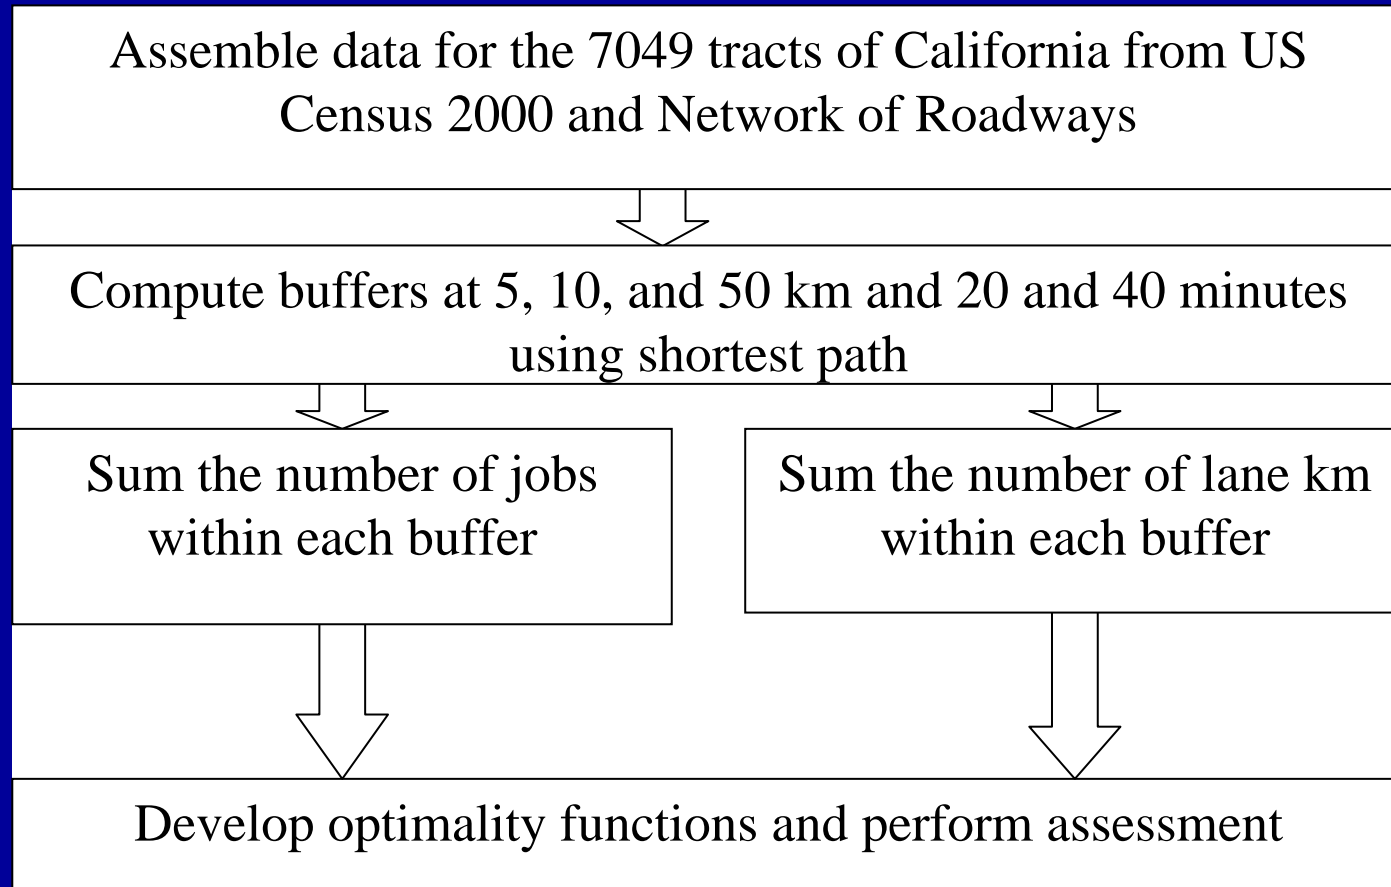 Assemble data for the 7049 tracts of California from US
Census 2000 and Network of Roadways
Compute buffers at 5, 10, and 50 km and 20 and 40 minutes
using shortest path
Sum the number of jobs
within each buffer
Sum the number of lane km
within each buffer
Develop optimality functions and perform assessment